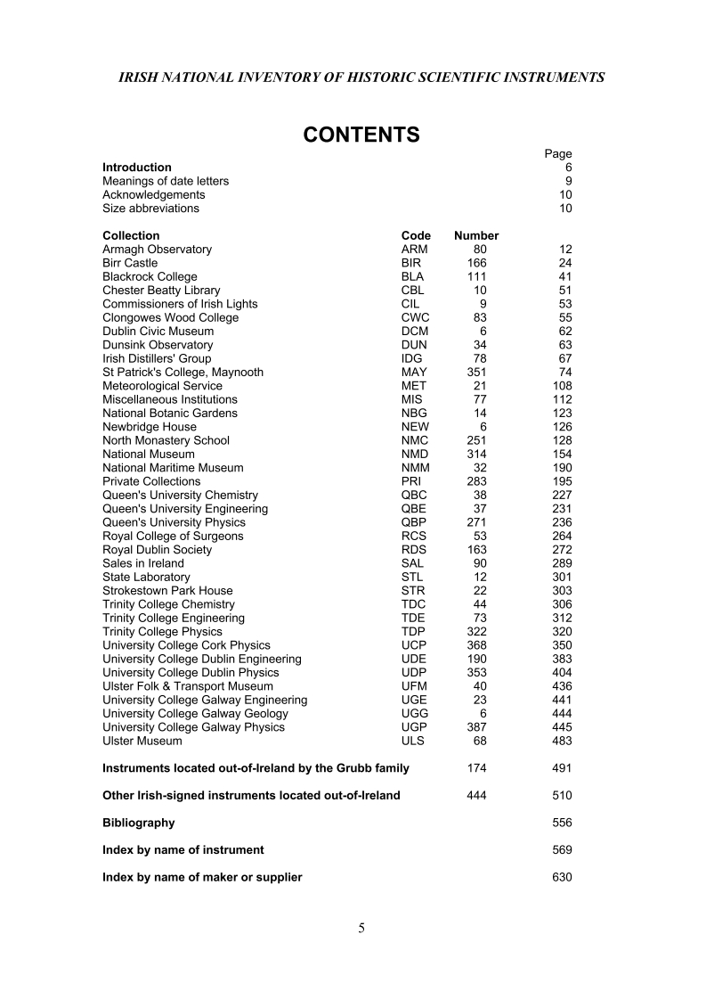 IRISH NATIONAL INVENTORY OF HISTORIC SCIENTIFIC INSTRUMENTS
CONTENTS
Page
Introduction 6
Meanings of date letters 9
Acknowledgements 10
Size abbreviations 10
Collection Code Number
Armagh Observatory ARM 80 12
Birr Castle BIR 166 24
Blackrock College BLA 111 41
Chester Beatty Library CBL 10 51
Commissioners of Irish Lights CIL 9 53
Clongowes Wood College CWC 83 55
Dublin Civic Museum DCM 6 62
Dunsink Observatory DUN 34 63
Irish Distillers' Group IDG 78 67
St Patrick's College, Maynooth MAY 351 74
Meteorological Service MET 21 108
Miscellaneous Institutions MIS 77 112
National Botanic Gardens NBG 14 123
Newbridge House NEW 6 126
North Monastery School NMC 251 128
National Museum NMD 314 154
National Maritime Museum NMM 32 190
Private Collections PRI 283 195
Queen's University Chemistry QBC 38 227
Queen's University Engineering QBE 37 231
Queen's University Physics QBP 271 236
Royal College of Surgeons RCS 53 264
Royal Dublin Society RDS 163 272
Sales in Ireland SAL 90 289
State Laboratory STL 12 301
Strokestown Park House STR 22 303
Trinity College Chemistry TDC 44 306
Trinity College Engineering TDE 73 312
Trinity College Physics TDP 322 320
University College Cork Physics UCP 368 350
University College Dublin Engineering UDE 190 383
University College Dublin Physics UDP 353 404
Ulster Folk & Transport Museum UFM 40 436
University College Galway Engineering UGE 23 441
University College Galway Geology UGG 6 444
University College Galway Physics UGP 387 445
Ulster Museum ULS 68 483
Instruments located out-of-Ireland by the Grubb family 174 491
Other Irish-signed instruments located out-of-Ireland 444 510
Bibliography 556
Index by name of instrument 569
Index by name of maker or supplier 630
5